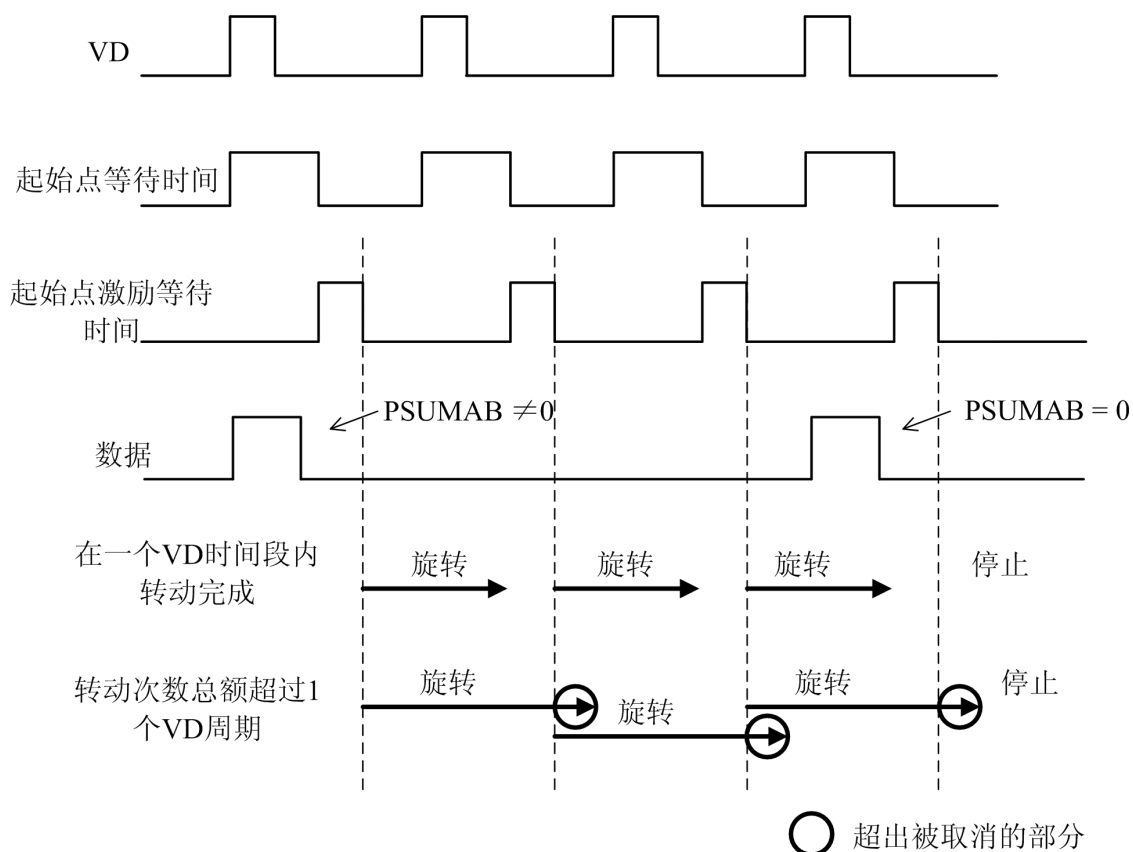 VD
起始点等待时间
起始点激励等待
时间
PSUMAB ≠0
PSUMAB = 0
数据
在一个VD时间段内
转动完成
旋转
旋转
旋转
停止
转动次数总额超过1
个VD周期
旋转
旋转
旋转
停止
超出被取消的部分